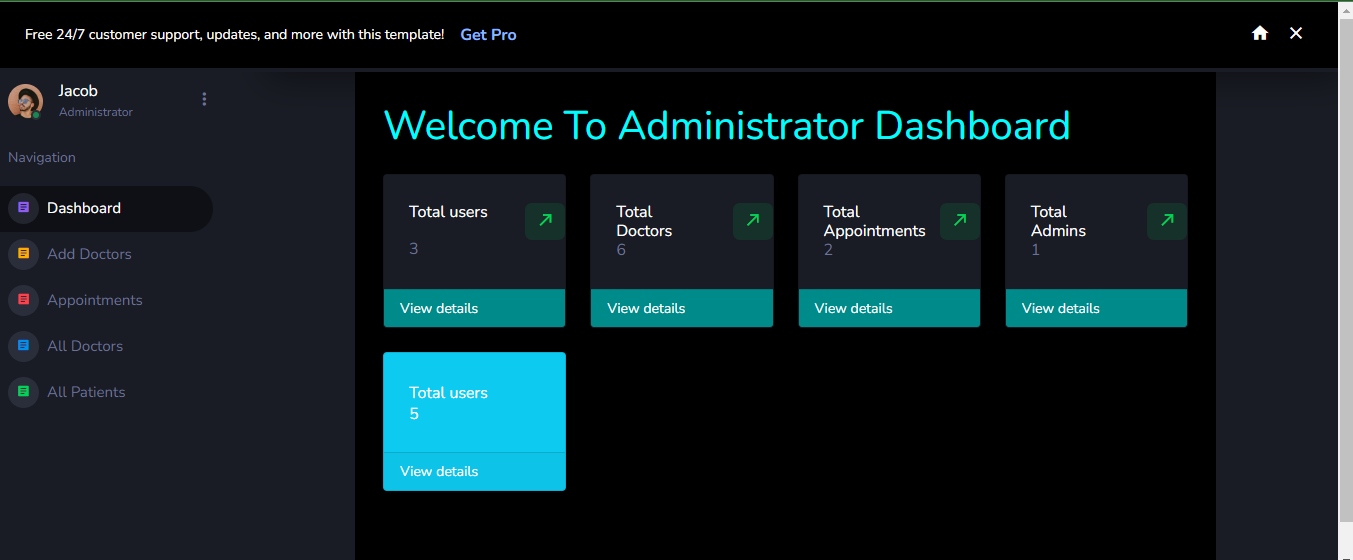 Free 24/7 customer support, updates, and more with this template! Get Pro
Jacob
Administrator
Navigation
Dashboard
Add Doctors
Appointments
All Doctors
All Patients
Welcome To Administrator Dashboard
Total users
3
View details
Total
Doctors
6
View details
Total
Appointments
2
View details
Total
Admins
1
View details
Total users
5
View details